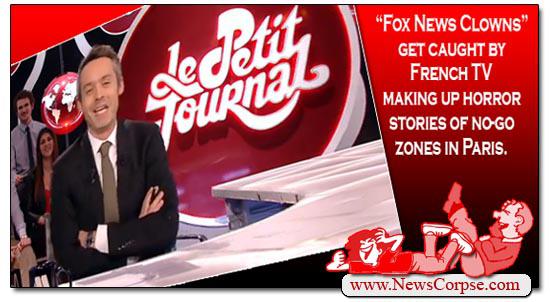 Le Petit
Journal
"Fox News Clowns"
get caught by
French TV
making up horror
stories of no-go
zones in Paris.
www.NewsCorpse.com